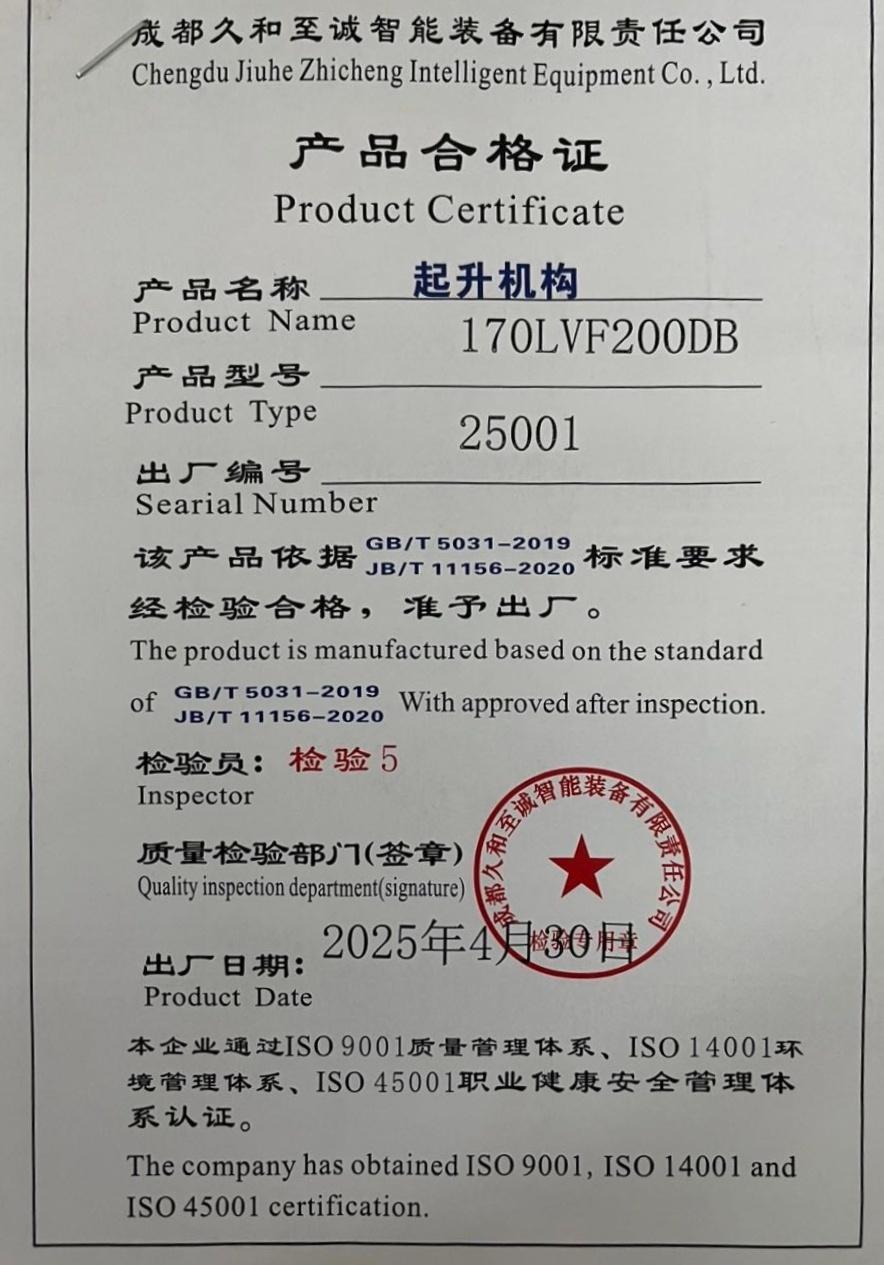 成都久和至诚智能装备有限责任公司
Chengdu Jiuhe Zhicheng Intelligent Equipment Co. , Ltd.
产品合格证
Product Certificate
产品名称 起升机构
Product Name
170LVF200DB
产品型号
Product Type
25001
出厂编号
Searial Number
该产品依据 GB/T 5031-2019 JB/T 11156-2020 标准要求
经检验合格，准予出厂。
The product is manufactured based on the standard
of GB/T 5031-2019 JB/T 11156-2020 With approved after inspection.
检验员：检验5
Inspector
质量检验部门(签章)
Quality inspection department(signature)
成都久和至诚智能装备有限责任公司
检验专用章
出厂日期：2025年4月30日
Product Date
本企业通过ISO 9001质量管理体系、ISO 14001环
境管理体系、ISO 45001职业健康安全管理体
系认证。
The company has obtained ISO 9001, ISO 14001 and
ISO 45001 certification.